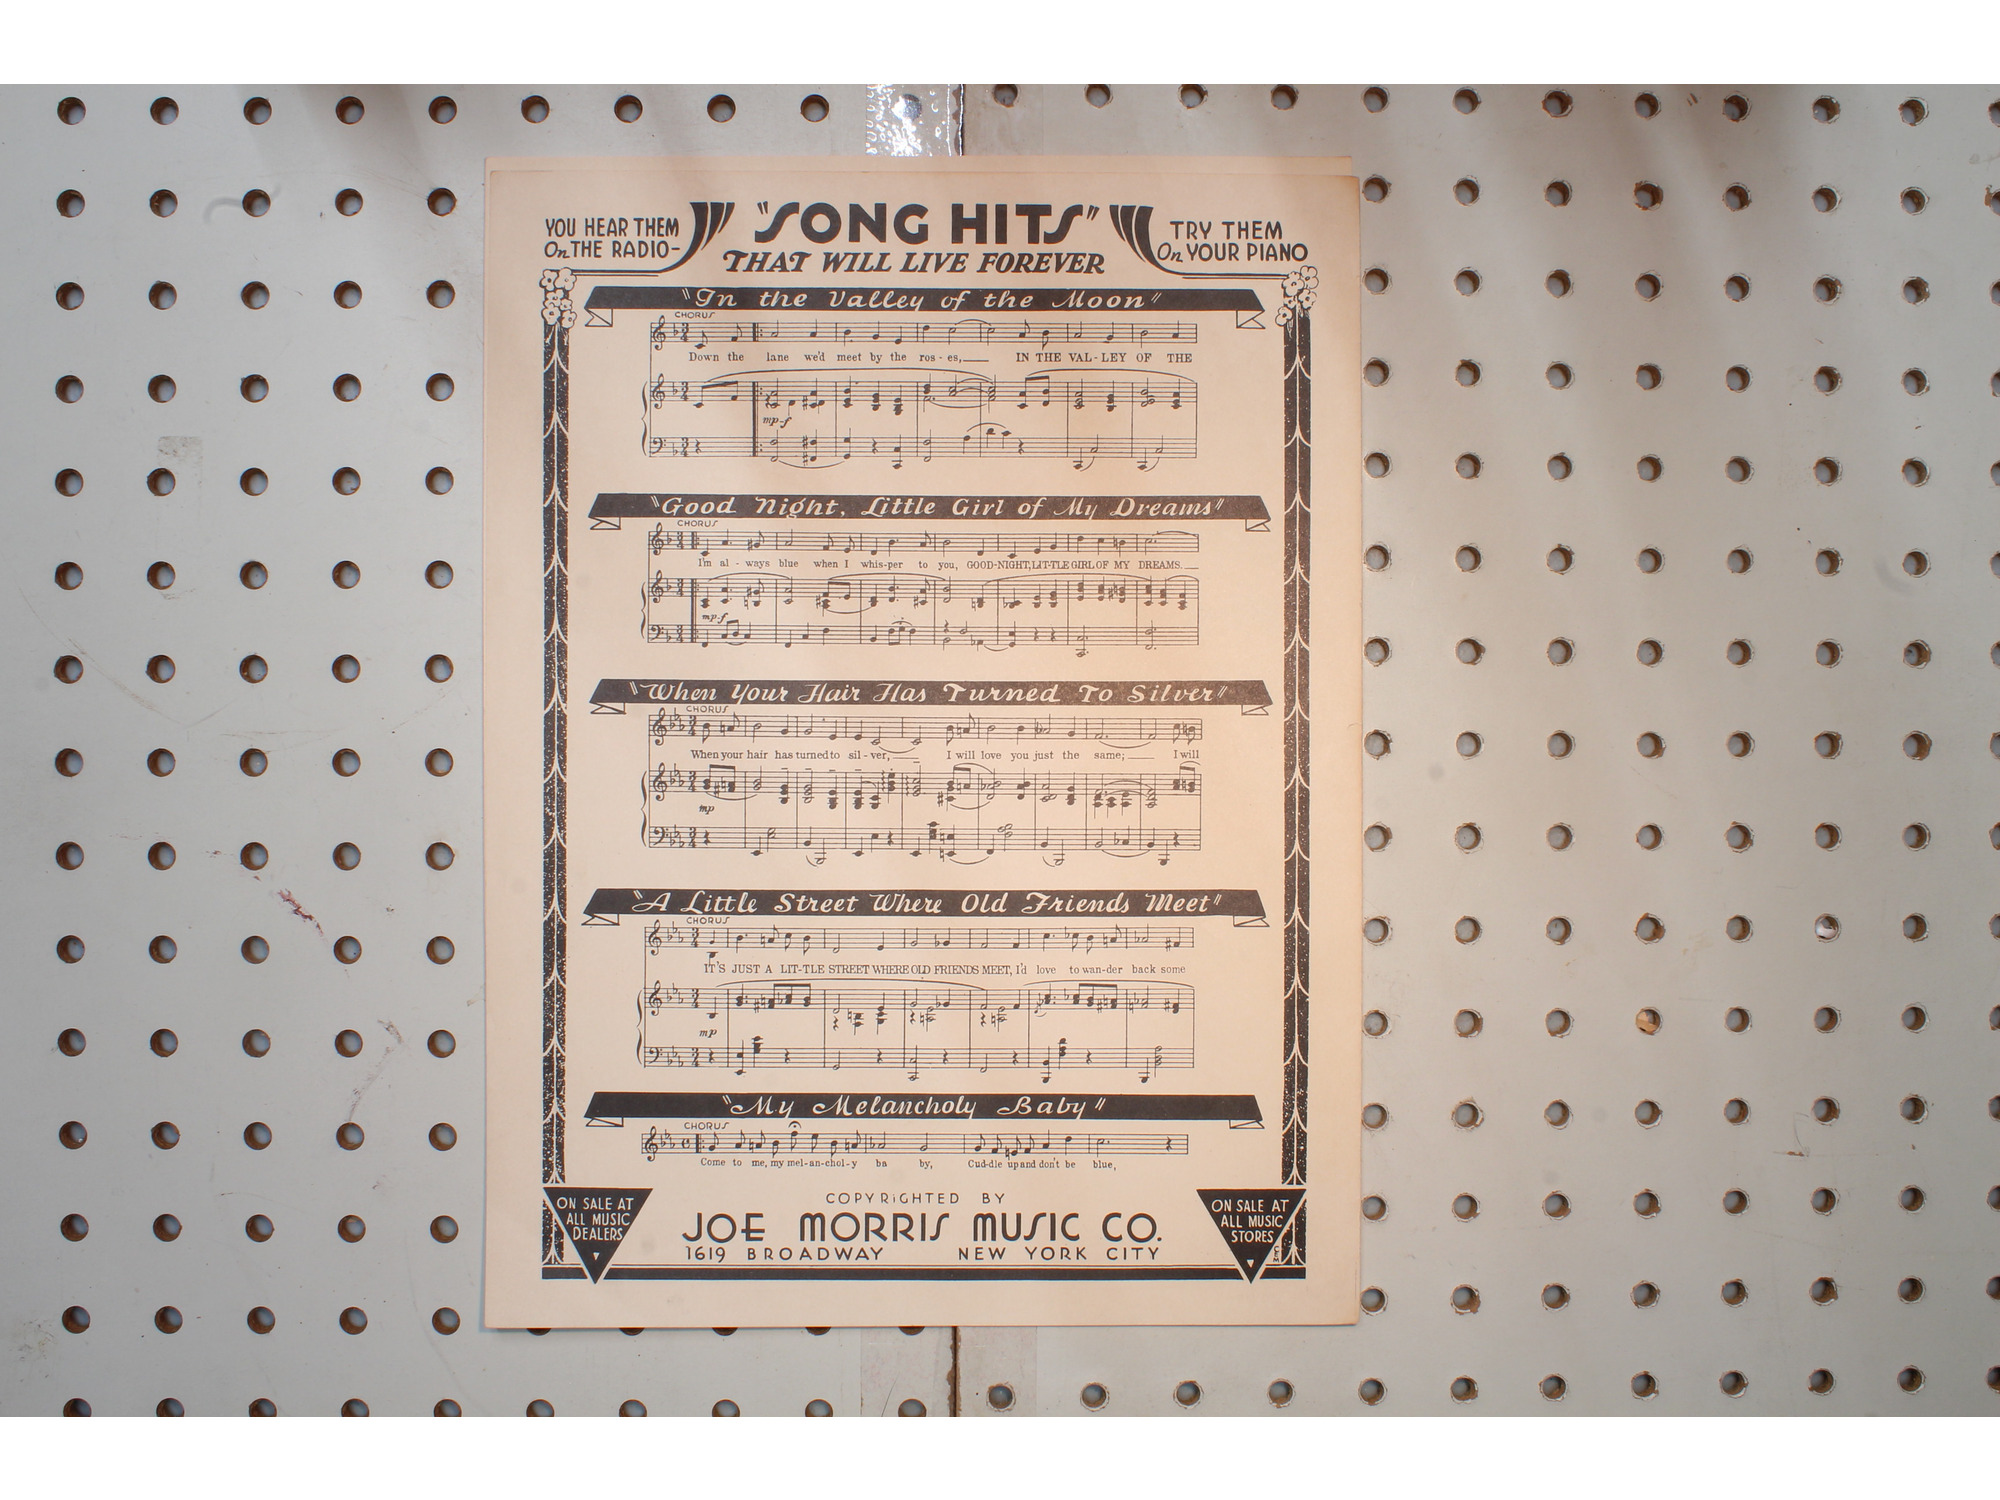 YOU HEAR THEM
On THE RADIO-
"SONG HITS"
THAT WILL LIVE FOREVER
TRY THEM
On YOUR PIANO
"In the Valley of the Moon"
CHORUS
Down the lane we'd meet by the ros - es,___ IN THE VAL - LEY OF THE
mp-f
"Good Night, Little Girl of My Dreams"
CHORUS
I'm al - ways blue when I whis-per to you, GOOD-NIGHT, LIT-TLE GIRL OF MY DREAMS.__
mp-f
"When Your Hair Has Turned To Silver"
CHORUS
When your hair has turned to sil - ver,___ I will love you just the same;___ I will
mp
"A Little Street Where Old Friends Meet"
CHORUS
IT'S JUST A LIT-TLE STREET WHERE OLD FRIENDS MEET, I'd love to wan-der back some
mp
"My Melancholy Baby"
CHORUS
Come to me, my mel-an-chol-y ba by, Cud-dle up and don't be blue,
ON SALE AT
ALL MUSIC
DEALERS
COPYRIGHTED BY
JOE MORRIS MUSIC CO.
1619 BROADWAY NEW YORK CITY
ON SALE AT
ALL MUSIC
STORES